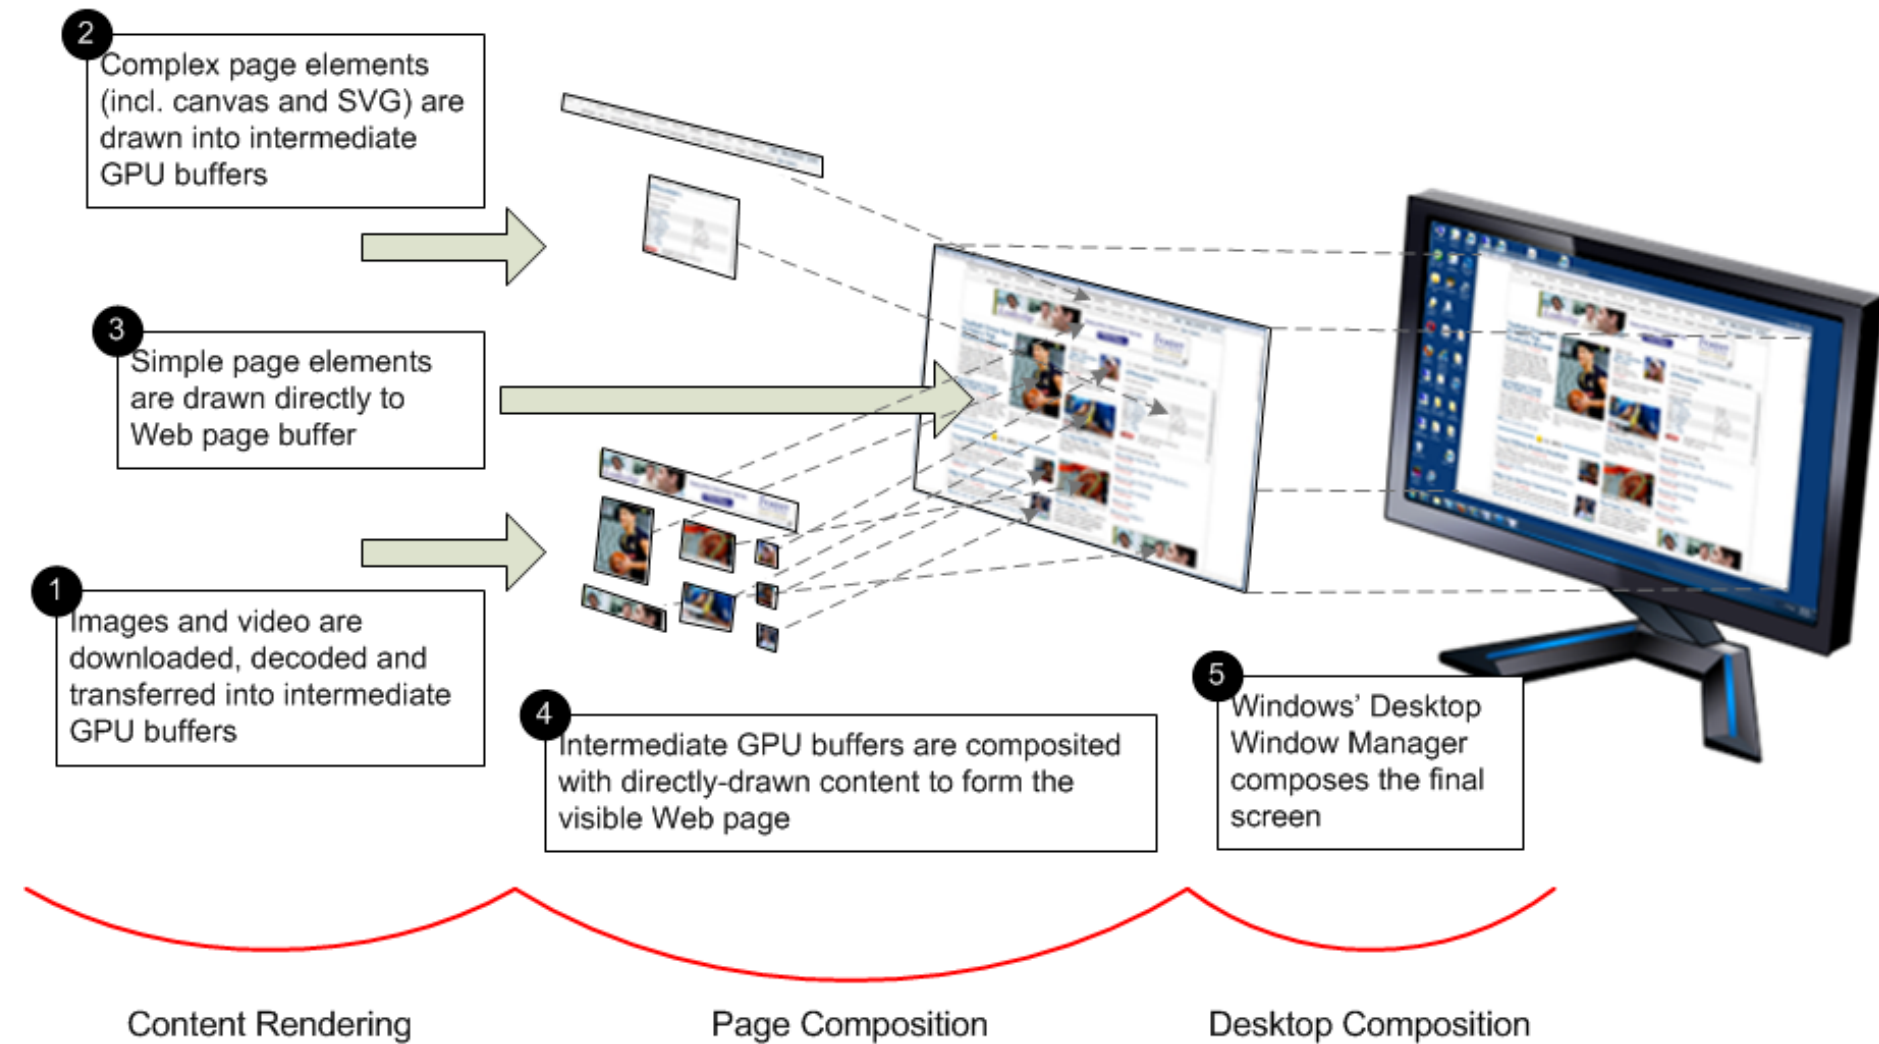 2
Complex page elements
(incl. canvas and SVG) are
drawn into intermediate
GPU buffers
3
Simple page elements
are drawn directly to
Web page buffer
1
Images and video are
downloaded, decoded and
transferred into intermediate
GPU buffers
4
Intermediate GPU buffers are composited
with directly-drawn content to form the
visible Web page
5
Windows’ Desktop
Window Manager
composes the final
screen
Content Rendering
Page Composition
Desktop Composition